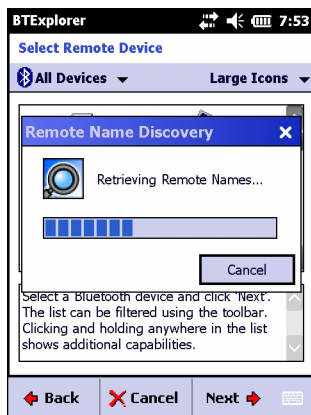 BTExplorer 7:53
Select Remote Device
All Devices Large Icons
Remote Name Discovery
Retrieving Remote Names...
Cancel
Select a Bluetooth device and click 'Next'.
The list can be filtered using the toolbar.
Clicking and holding anywhere in the list
shows additional capabilities.
Back Cancel Next